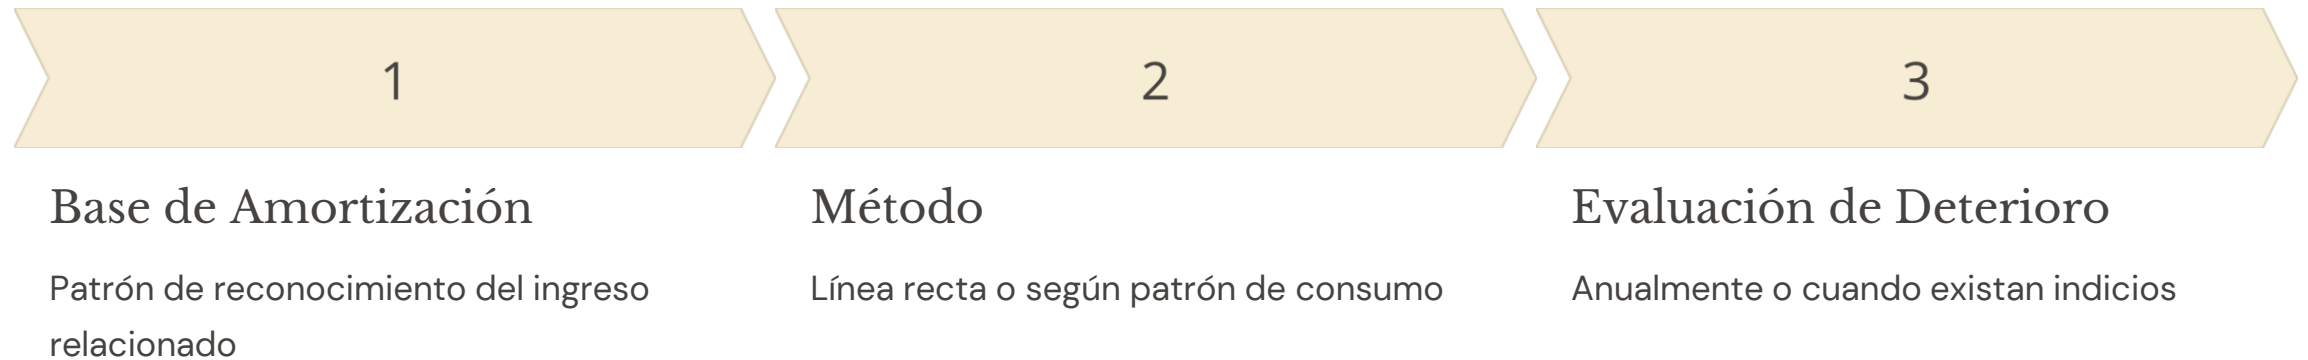 1
2
3
Base de Amortización
Patrón de reconocimiento del ingreso
relacionado
Método
Línea recta o según patrón de consumo
Evaluación de Deterioro
Anualmente o cuando existan indicios